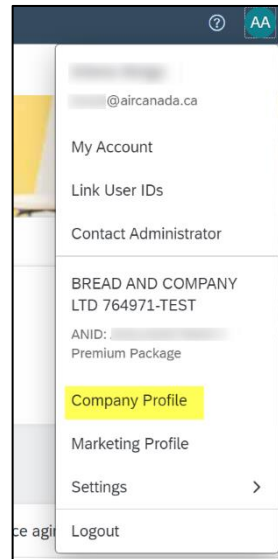 AA
@aircanada.ca
My Account
Link User IDs
Contact Administrator
BREAD AND COMPANY
LTD 764971-TEST
ANID:
Premium Package
Company Profile
Marketing Profile
Settings
ce agi
Logout